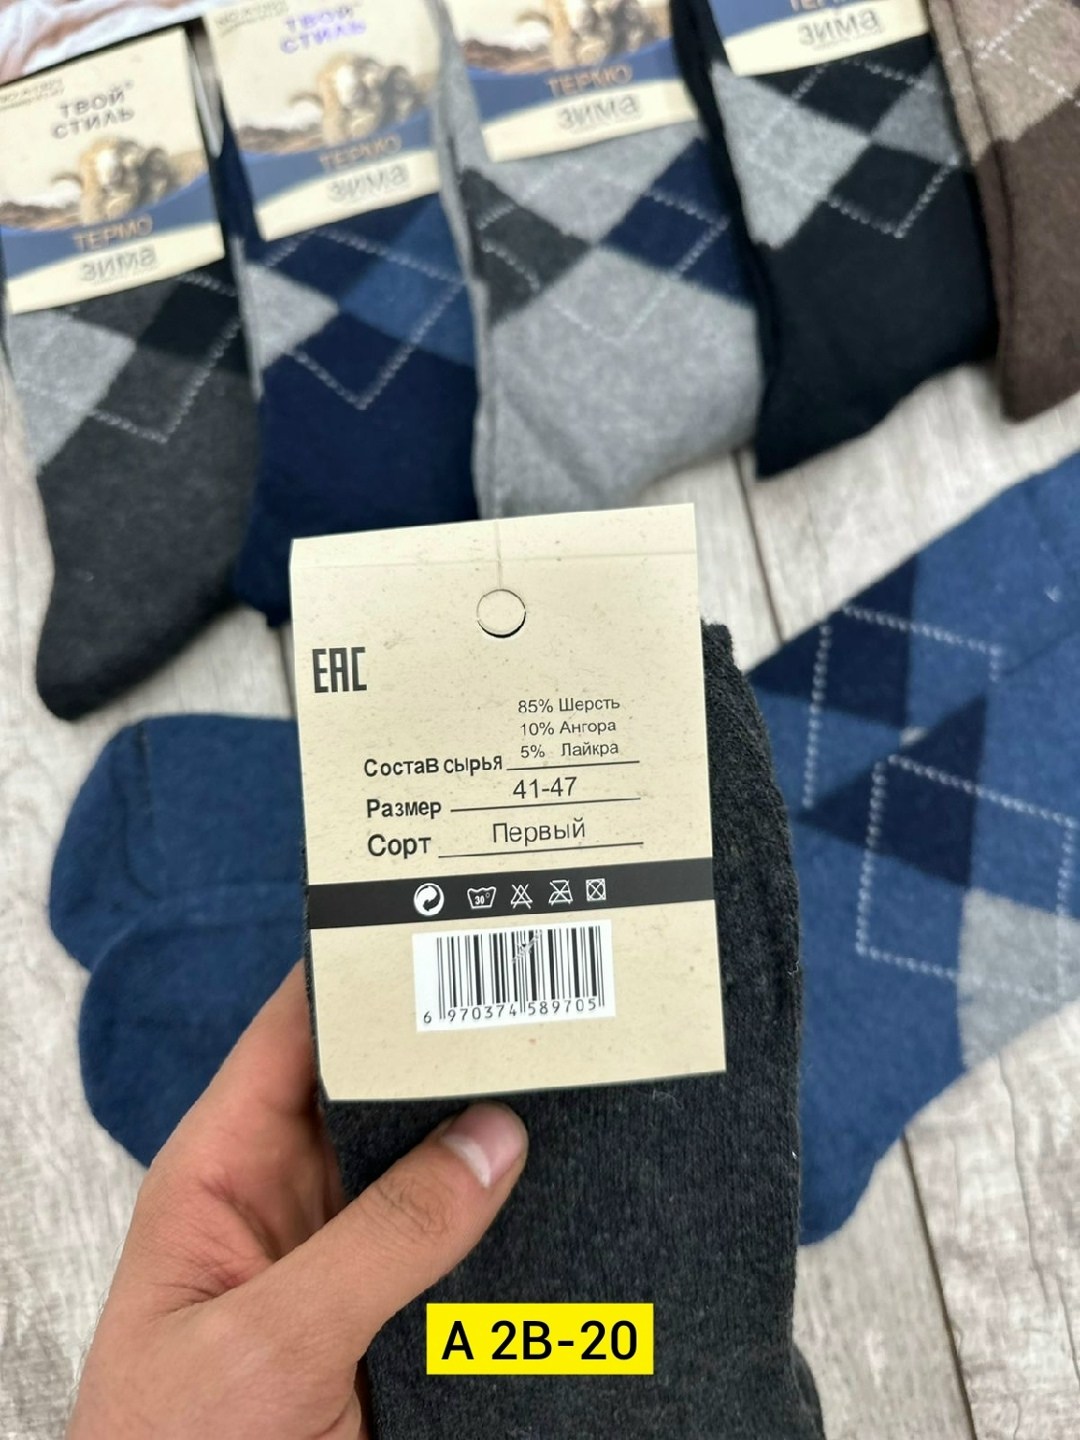 ТВОЙ
СТИЛЬ
ТЕРМО
ЗИМА
ТВОЙ
СТИЛЬ
ТЕРМО
ЗИМА
ТЕРМО
ЗИМА
ЗИМА
EAC
85% Шерсть
10% Ангора
Состав сырья 5% Лайкра
Размер 41-47
Сорт Первый
30°
6 970374 589705
A 2B-20